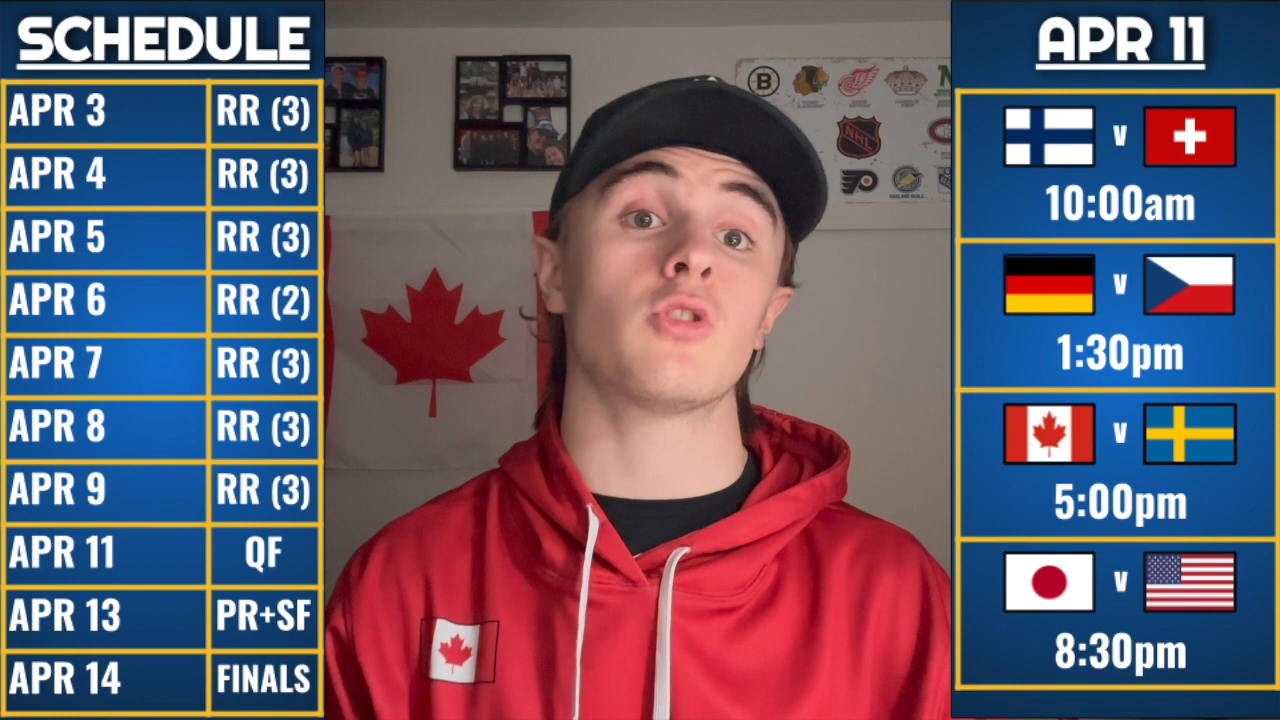 SCHEDULE
APR 3 RR (3)
APR 4 RR (3)
APR 5 RR (3)
APR 6 RR (2)
APR 7 RR (3)
APR 8 RR (3)
APR 9 RR (3)
APR 11 QF
APR 13 PR+SF
APR 14 FINALS
B
NHL
APR 11
v
10:00am
v
1:30pm
v
5:00pm
v
8:30pm